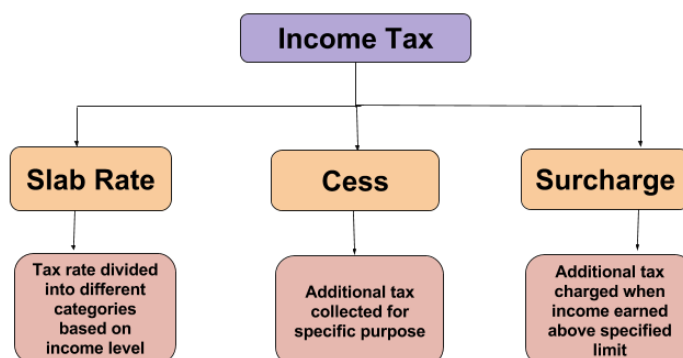 Income Tax
Slab Rate
Cess
Surcharge
Tax rate divided
into different
categories
based on
income level
Additional tax
collected for
specific purpose
Additional tax
charged when
income earned
above specified
limit